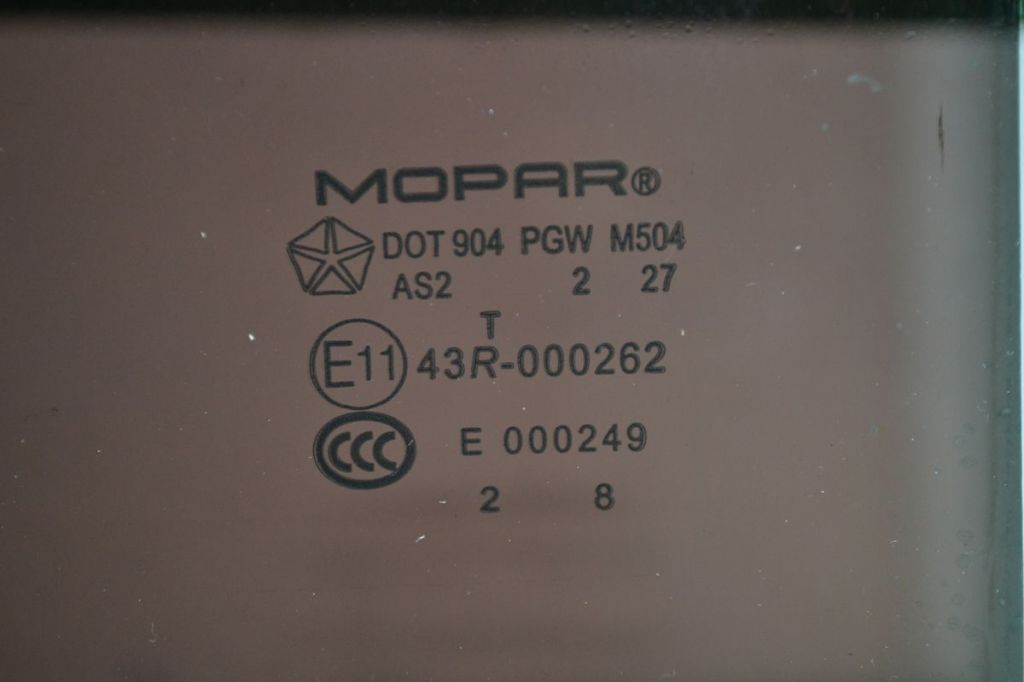 MOPAR®
DOT 904 PGW M504
AS2 2 27
T
E11 43R-000262
CCC E 000249
2 8